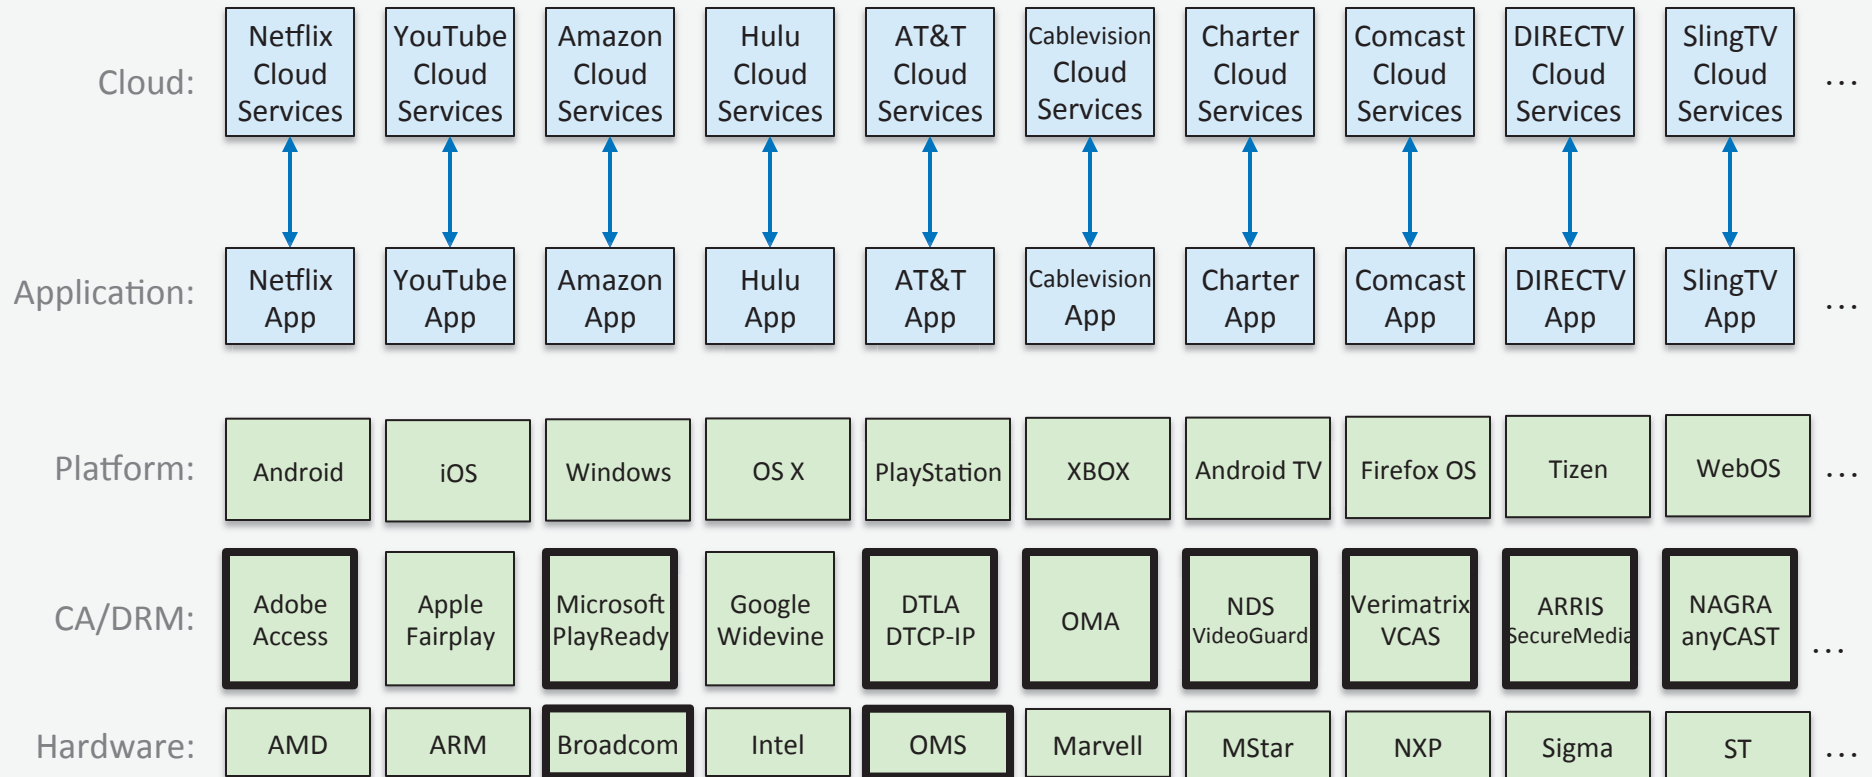 Cloud:
Netflix Cloud Services
YouTube Cloud Services
Amazon Cloud Services
Hulu Cloud Services
AT&T Cloud Services
Cablevision Cloud Services
Charter Cloud Services
Comcast Cloud Services
DIRECTV Cloud Services
SlingTV Cloud Services
...
Application:
Netflix App
YouTube App
Amazon App
Hulu App
AT&T App
Cablevision App
Charter App
Comcast App
DIRECTV App
SlingTV App
...
Platform:
Android
iOS
Windows
OS X
PlayStation
XBOX
Android TV
Firefox OS
Tizen
WebOS
...
CA/DRM:
Adobe Access
Apple Fairplay
Microsoft PlayReady
Google Widevine
DTLA DTCP-IP
OMA
NDS VideoGuard
Verimatrix VCAS
ARRIS SecureMedia
NAGRA anyCAST
...
Hardware:
AMD
ARM
Broadcom
Intel
OMS
Marvell
MStar
NXP
Sigma
ST
...